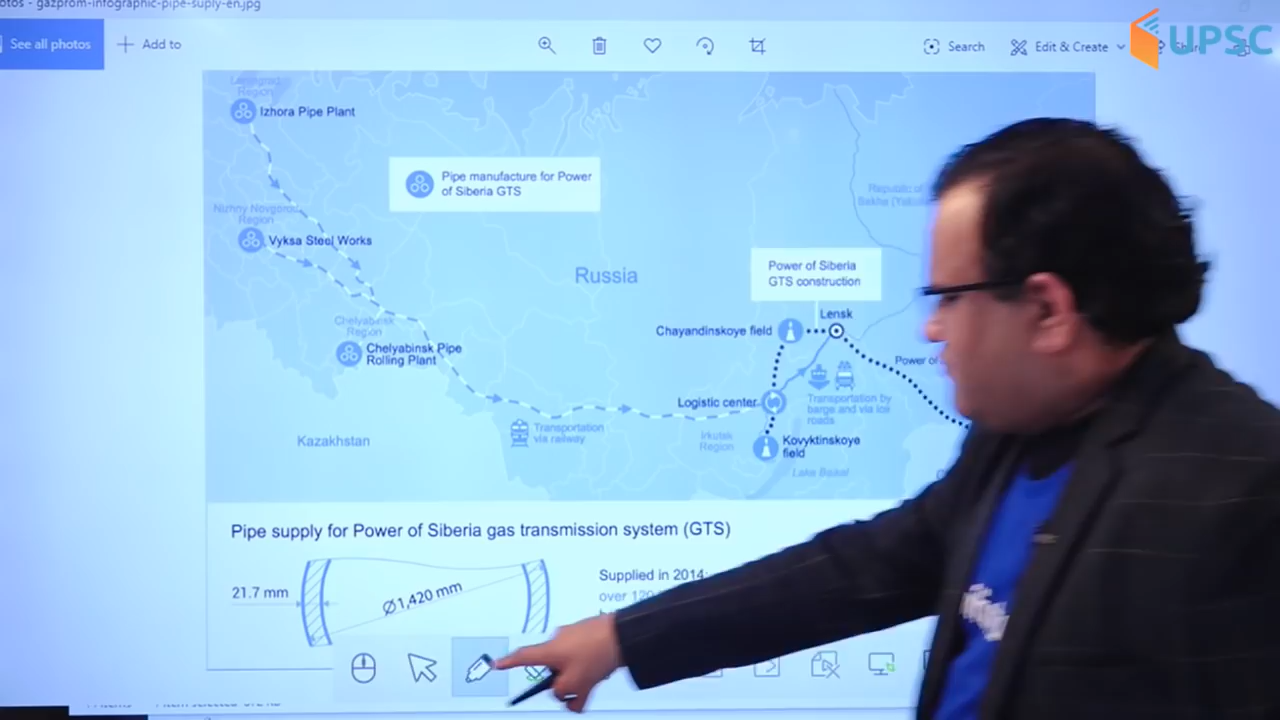 otos - gazprom-infographic-pipe-suply-en.jpg
See all photos
Add to
Search
Edit & Create
UPSC
Region
Izhora Pipe Plant
Pipe manufacture for Power
of Siberia GTS
Republic of
Nizhny Novgorod
Region
Vyksa Steel Works
Russia
Power of Siberia
GTS construction
Lensk
Chayandinskoye field
Chelyabinsk
Region
Chelyabinsk Pipe
Rolling Plant
Power of
Logistic center
Transportation by
barge and via ice
roads
Transportation
via railway
Irkutsk
Region
Kovyktinskoye
field
Kazakhstan
Lake Baikal
Pipe supply for Power of Siberia gas transmission system (GTS)
21.7 mm
Ø1,420 mm
Supplied in 2014:
over 120